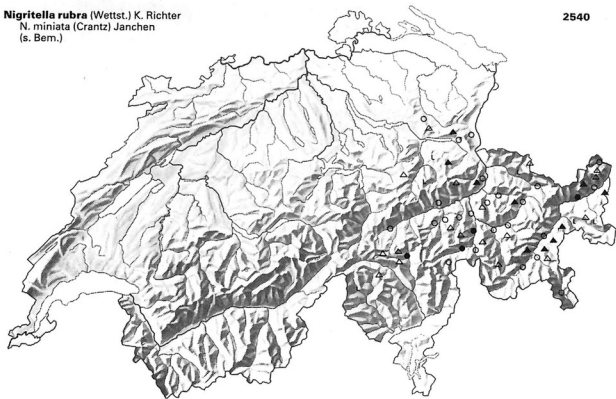 Nigritella rubra (Wettst.) K. Richter
N. miniata (Crantz) Janchen
(s. Bem.)
2540